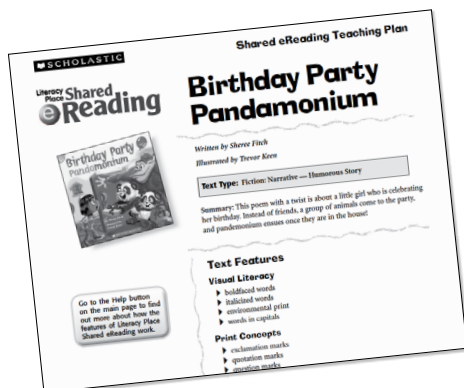 SCHOLASTIC
Shared eReading Teaching Plan
Literacy
Place Shared
eReading
Birthday Party
Pandamonium
Written by Sheree Fitch
Illustrated by Trevor Keen
Birthday Party
Pandamonium
Text Type: Fiction: Narrative — Humorous Story
Summary: This poem with a twist is about a little girl who is celebrating
her birthday. Instead of friends, a group of animals come to the party,
and pandemonium ensues once they are in the house!
Text Features
Visual Literacy
boldfaced words
italicized words
environmental print
words in capitals
Print Concepts
exclamation marks
quotation marks
question marks
Go to the Help button
on the main page to find
out more about how the
features of Literacy Place
Shared eReading work.